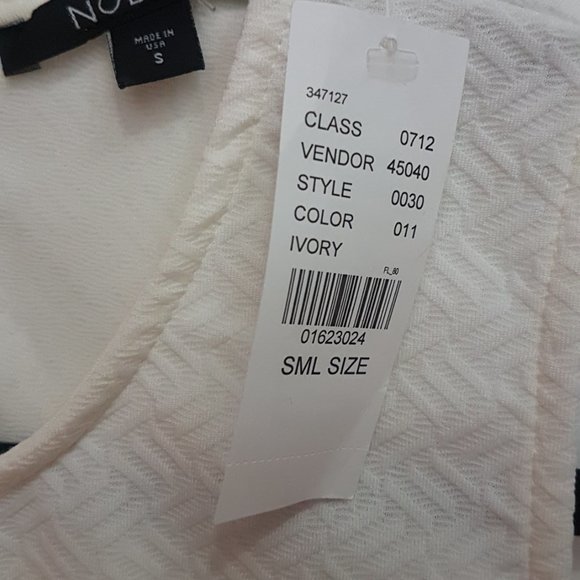 MADE IN
USA
S
347127
CLASS 0712
VENDOR 45040
STYLE 0030
COLOR 011
IVORY
FL_80
01623024
SML SIZE